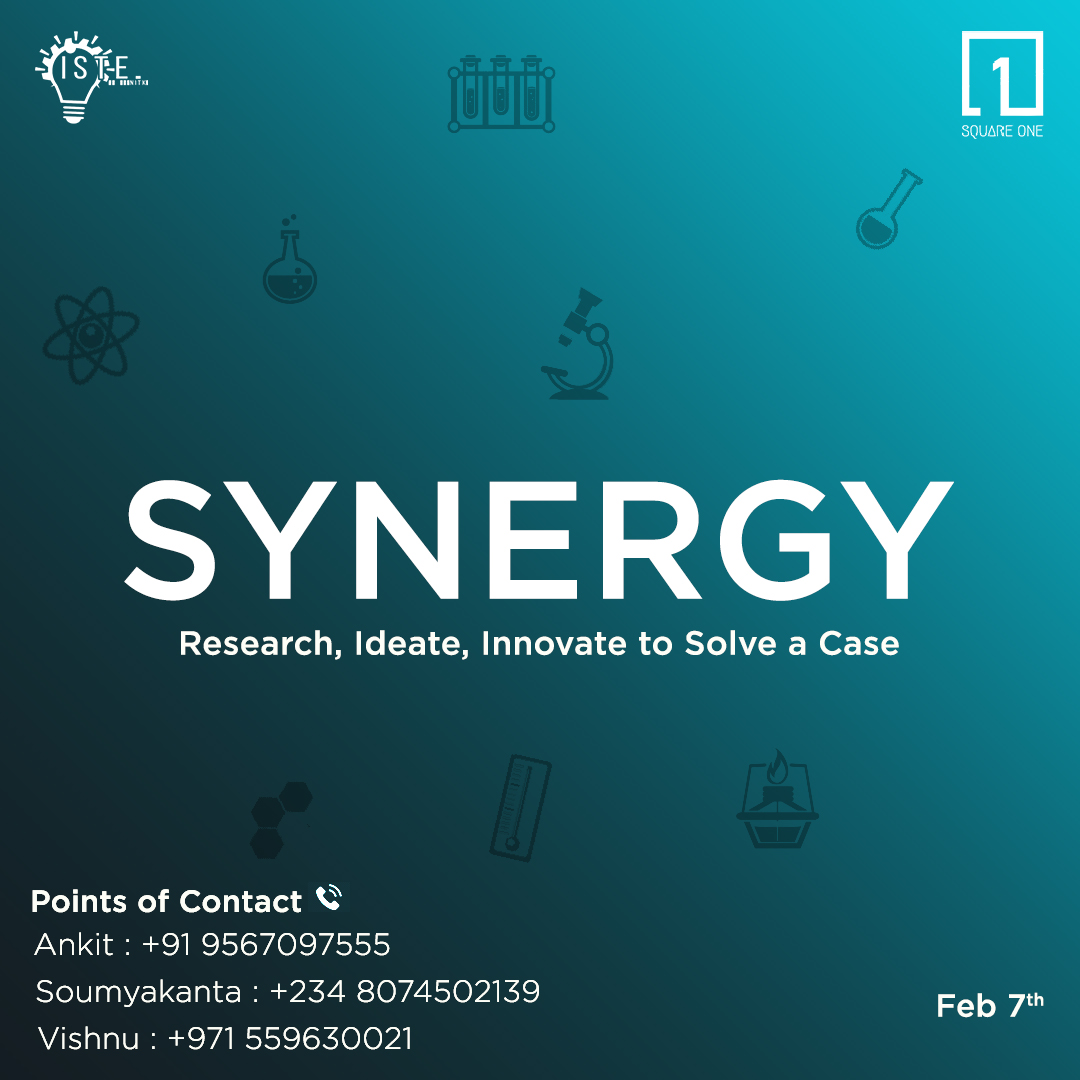 ISTE
1
SQUARE ONE
SYNERGY
Research, Ideate, Innovate to Solve a Case
Points of Contact
Ankit : +91 9567097555
Soumyakanta : +234 8074502139
Vishnu : +971 559630021
Feb 7th